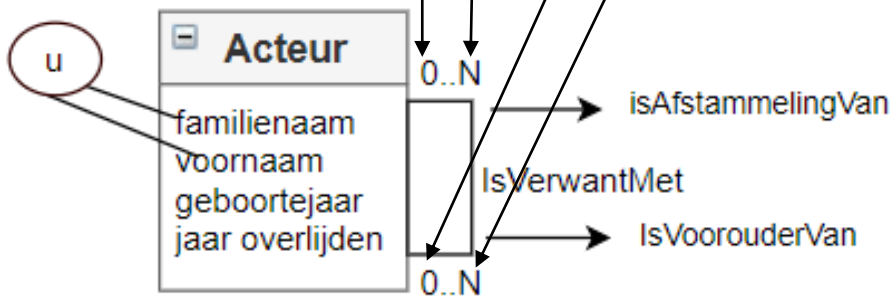 Acteur
u
0..N
familienaam
voornaam
geboortejaar
jaar overlijden
isAfstammelingVan
IsVerwantMet
IsVoorouderVan
0..N